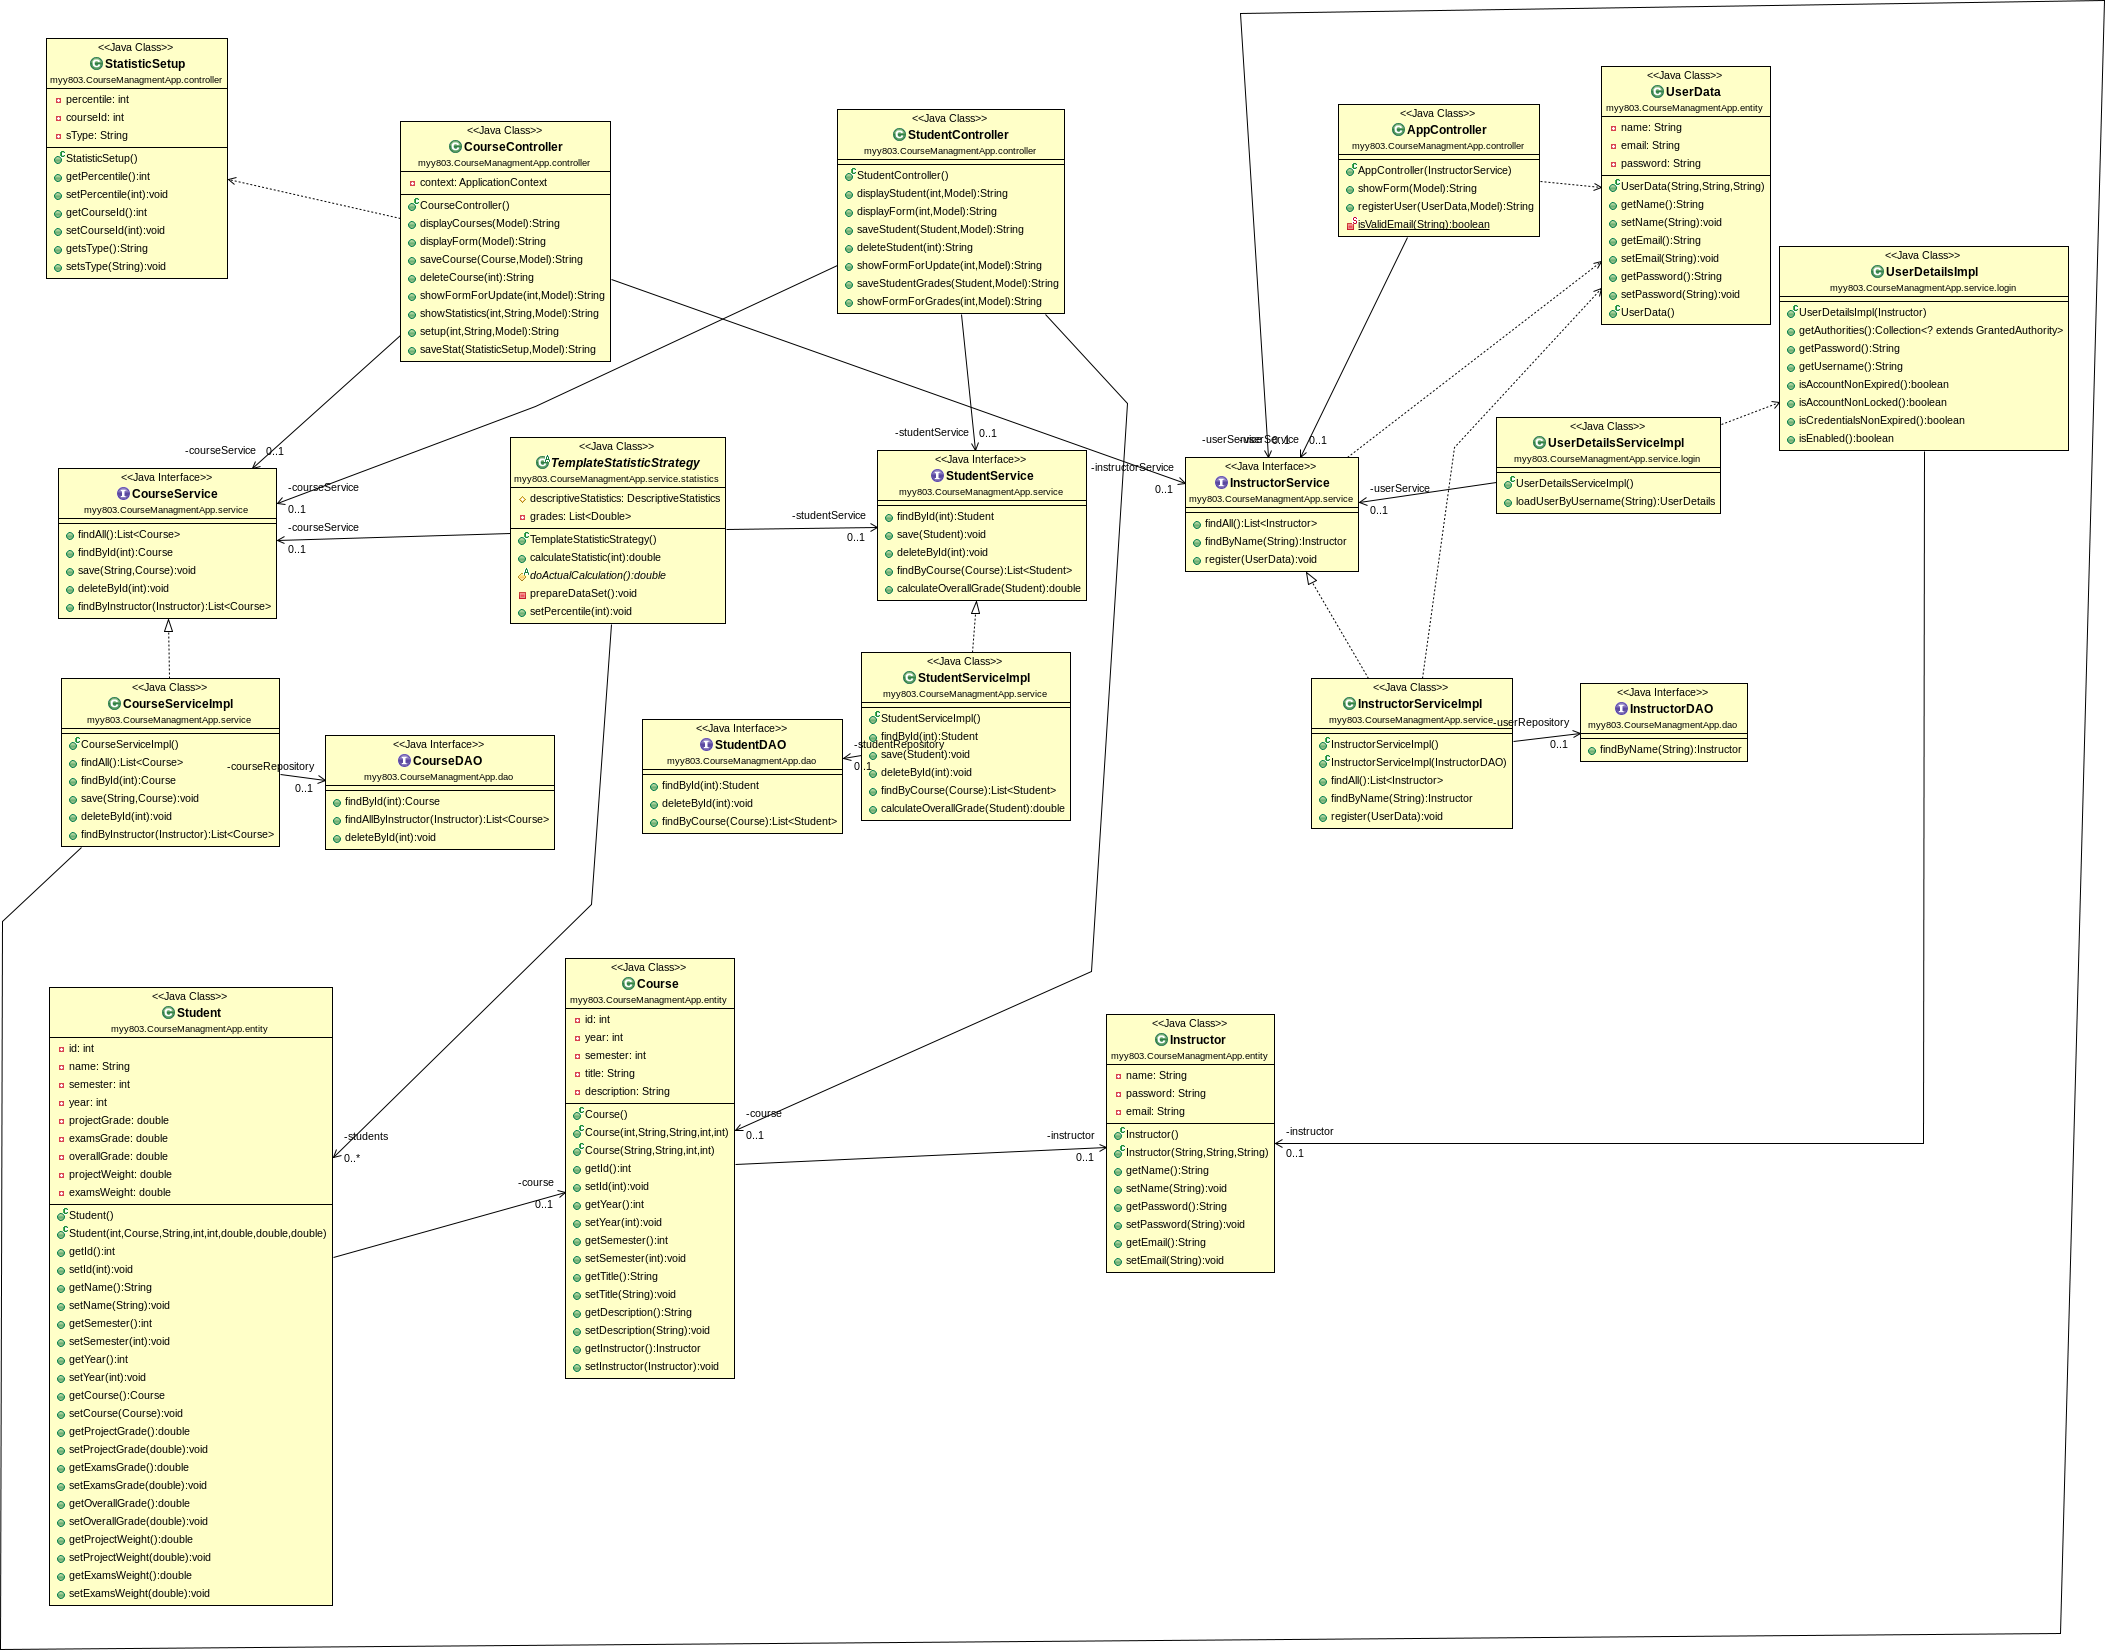 <<Java Class>>
StatisticSetup
myy803.CourseManagmentApp.controller
percentile: int
courseId: int
sType: String
StatisticSetup()
getPercentile():int
setPercentile(int):void
getCourseId():int
setCourseId(int):void
getsType():String
setsType(String):void
<<Java Class>>
CourseController
myy803.CourseManagmentApp.controller
context: ApplicationContext
CourseController()
displayCourses(Model):String
displayForm(Model):String
saveCourse(Course,Model):String
deleteCourse(int):String
showFormForUpdate(int,Model):String
showStatistics(int,String,Model):String
setup(int,String,Model):String
saveStat(StatisticSetup,Model):String
<<Java Class>>
StudentController
myy803.CourseManagmentApp.controller
StudentController()
displayStudent(int,Model):String
displayForm(int,Model):String
saveStudent(Student,Model):String
deleteStudent(int):String
showFormForUpdate(int,Model):String
saveStudentGrades(Student,Model):String
showFormForGrades(int,Model):String
<<Java Class>>
AppController
myy803.CourseManagmentApp.controller
AppController(InstructorService)
showForm(Model):String
registerUser(UserData,Model):String
isValidEmail(String):boolean
<<Java Class>>
UserData
myy803.CourseManagmentApp.entity
name: String
email: String
password: String
UserData(String,String,String)
getName():String
setName(String):void
getEmail():String
setEmail(String):void
getPassword():String
setPassword(String):void
UserData()
<<Java Class>>
UserDetailsImpl
myy803.CourseManagmentApp.service.login
UserDetailsImpl(Instructor)
getAuthorities():Collection<? extends GrantedAuthority>
getPassword():String
getUsername():String
isAccountNonExpired():boolean
isAccountNonLocked():boolean
isCredentialsNonExpired():boolean
isEnabled():boolean
<<Java Class>>
UserDetailsServiceImpl
myy803.CourseManagmentApp.service.login
UserDetailsServiceImpl()
loadUserByUsername(String):UserDetails
-courseService
0..1
<<Java Interface>>
CourseService
myy803.CourseManagmentApp.service
findAll():List<Course>
findById(int):Course
save(String,Course):void
deleteById(int):void
findByInstructor(Instructor):List<Course>
-courseService
0..1
-courseService
0..1
<<Java Class>>
TemplateStatisticStrategy
myy803.CourseManagmentApp.service.statistics
descriptiveStatistics: DescriptiveStatistics
grades: List<Double>
TemplateStatisticStrategy()
calculateStatistic(int):double
doActualCalculation():double
prepareDataSet():void
setPercentile(int):void
-studentService
0..1
-studentService
0..1
<<Java Interface>>
StudentService
myy803.CourseManagmentApp.service
findById(int):Student
save(Student):void
deleteById(int):void
findByCourse(Course):List<Student>
calculateOverallGrade(Student):double
-instructorService
0..1
-userService
-userService
0..1
0..1
<<Java Interface>>
InstructorService
myy803.CourseManagmentApp.service
findAll():List<Instructor>
findByName(String):Instructor
register(UserData):void
-userService
0..1
<<Java Class>>
CourseServiceImpl
myy803.CourseManagmentApp.service
CourseServiceImpl()
findAll():List<Course>
findById(int):Course
save(String,Course):void
deleteById(int):void
findByInstructor(Instructor):List<Course>
-courseRepository
0..1
<<Java Interface>>
CourseDAO
myy803.CourseManagmentApp.dao
findById(int):Course
findAllByInstructor(Instructor):List<Course>
deleteById(int):void
<<Java Interface>>
StudentDAO
myy803.CourseManagmentApp.dao
findById(int):Student
deleteById(int):void
findByCourse(Course):List<Student>
-studentRepository
0..1
<<Java Class>>
StudentServiceImpl
myy803.CourseManagmentApp.service
StudentServiceImpl()
findById(int):Student
save(Student):void
deleteById(int):void
findByCourse(Course):List<Student>
calculateOverallGrade(Student):double
<<Java Class>>
InstructorServiceImpl
myy803.CourseManagmentApp.service
InstructorServiceImpl()
InstructorServiceImpl(InstructorDAO)
findAll():List<Instructor>
findByName(String):Instructor
register(UserData):void
-userRepository
0..1
<<Java Interface>>
InstructorDAO
myy803.CourseManagmentApp.dao
findByName(String):Instructor
<<Java Class>>
Student
myy803.CourseManagmentApp.entity
id: int
name: String
semester: int
year: int
projectGrade: double
examsGrade: double
overallGrade: double
projectWeight: double
examsWeight: double
Student()
Student(int,Course,String,int,int,double,double,double)
getId():int
setId(int):void
getName():String
setName(String):void
getSemester():int
setSemester(int):void
getYear():int
setYear(int):void
getCourse():Course
setCourse(Course):void
getProjectGrade():double
setProjectGrade(double):void
getExamsGrade():double
setExamsGrade(double):void
getOverallGrade():double
setOverallGrade(double):void
getProjectWeight():double
setProjectWeight(double):void
getExamsWeight():double
setExamsWeight(double):void
-students
0..*
-course
0..1
<<Java Class>>
Course
myy803.CourseManagmentApp.entity
id: int
year: int
semester: int
title: String
description: String
Course()
Course(int,String,String,int,int)
Course(String,String,int,int)
getId():int
setId(int):void
getYear():int
setYear(int):void
getSemester():int
setSemester(int):void
getTitle():String
setTitle(String):void
getDescription():String
setDescription(String):void
getInstructor():Instructor
setInstructor(Instructor):void
-course
0..1
-instructor
0..1
<<Java Class>>
Instructor
myy803.CourseManagmentApp.entity
name: String
password: String
email: String
Instructor()
Instructor(String,String,String)
getName():String
setName(String):void
getPassword():String
setPassword(String):void
getEmail():String
setEmail(String):void
-instructor
0..1